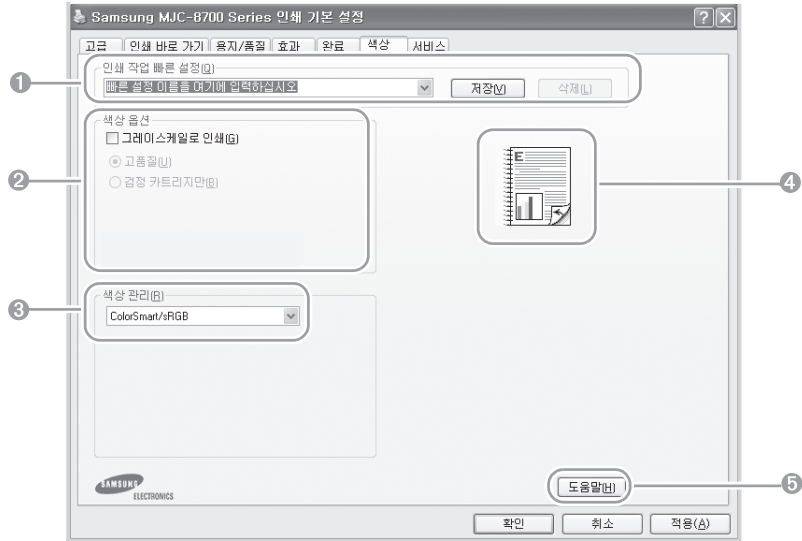 Samsung MJC-8700 Series 인쇄 기본 설정
고급 인쇄 바로 가기 용지/품질 효과 완료 색상 서비스
인쇄 작업 빠른 설정(Q)
빠른 설정 이름을 여기에 입력하십시오 저장(V) 삭제(L)
1
색상 옵션
그레이스케일로 인쇄(G)
고품질(U)
검정 카트리지만(B)
2
E
4
색상 관리(R)
ColorSmart/sRGB
3
SAMSUNG
ELECTRONICS
도움말(H)
5
확인 취소 적용(A)